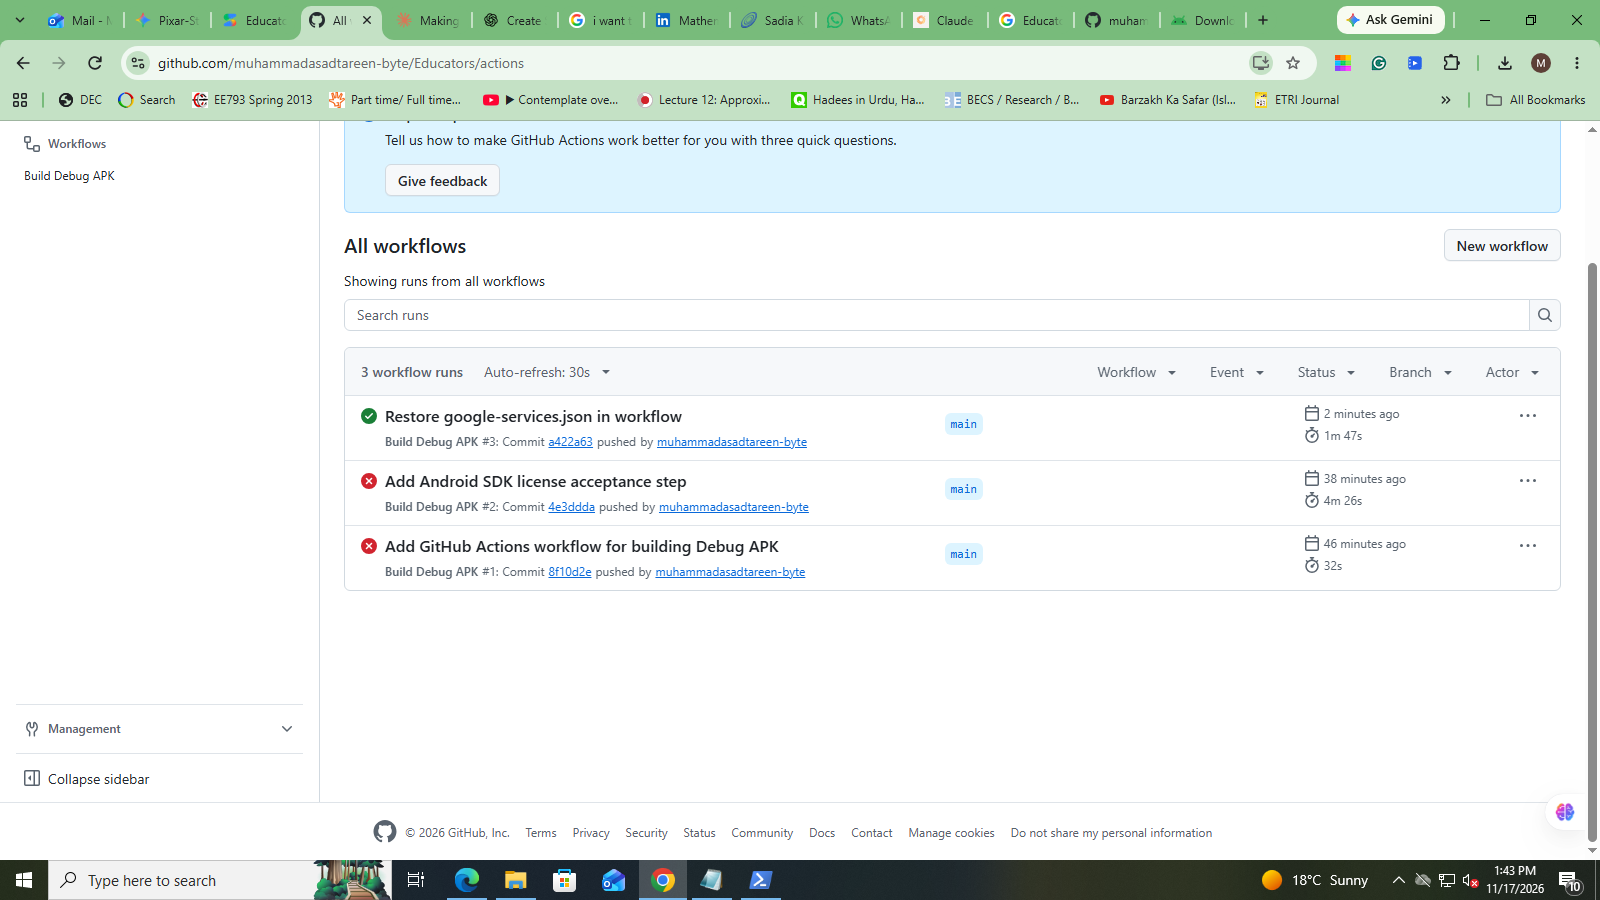 Mail - M
Pixar-St
Educato
All w
Making
Create
i want t
Mather
Sadia K
WhatsA
Claude
Educato
muham
Downlo
Ask Gemini
github.com/muhammadasadtareen-byte/Educators/actions
M
DEC
Search
EE793 Spring 2013
Part time/ Full time...
▶ Contemplate ove...
Lecture 12: Approxi...
Hadees in Urdu, Ha...
BECS / Research / B...
Barzakh Ka Safar (Isl...
ETRI Journal
»
All Bookmarks
Workflows
Build Debug APK
Tell us how to make GitHub Actions work better for you with three quick questions.
Give feedback
All workflows
New workflow
Showing runs from all workflows
Search runs
3 workflow runs Auto-refresh: 30s Workflow Event Status Branch Actor
Restore google-services.json in workflow
main
2 minutes ago
Build Debug APK #3: Commit a422a63 pushed by muhammadasadtareen-byte
1m 47s
Add Android SDK license acceptance step
main
38 minutes ago
Build Debug APK #2: Commit 4e3ddda pushed by muhammadasadtareen-byte
4m 26s
Add GitHub Actions workflow for building Debug APK
main
46 minutes ago
Build Debug APK #1: Commit 8f10d2e pushed by muhammadasadtareen-byte
32s
Management
Collapse sidebar
© 2026 GitHub, Inc. Terms Privacy Security Status Community Docs Contact Manage cookies Do not share my personal information
Type here to search
18°C Sunny
1:43 PM
11/17/2026
10